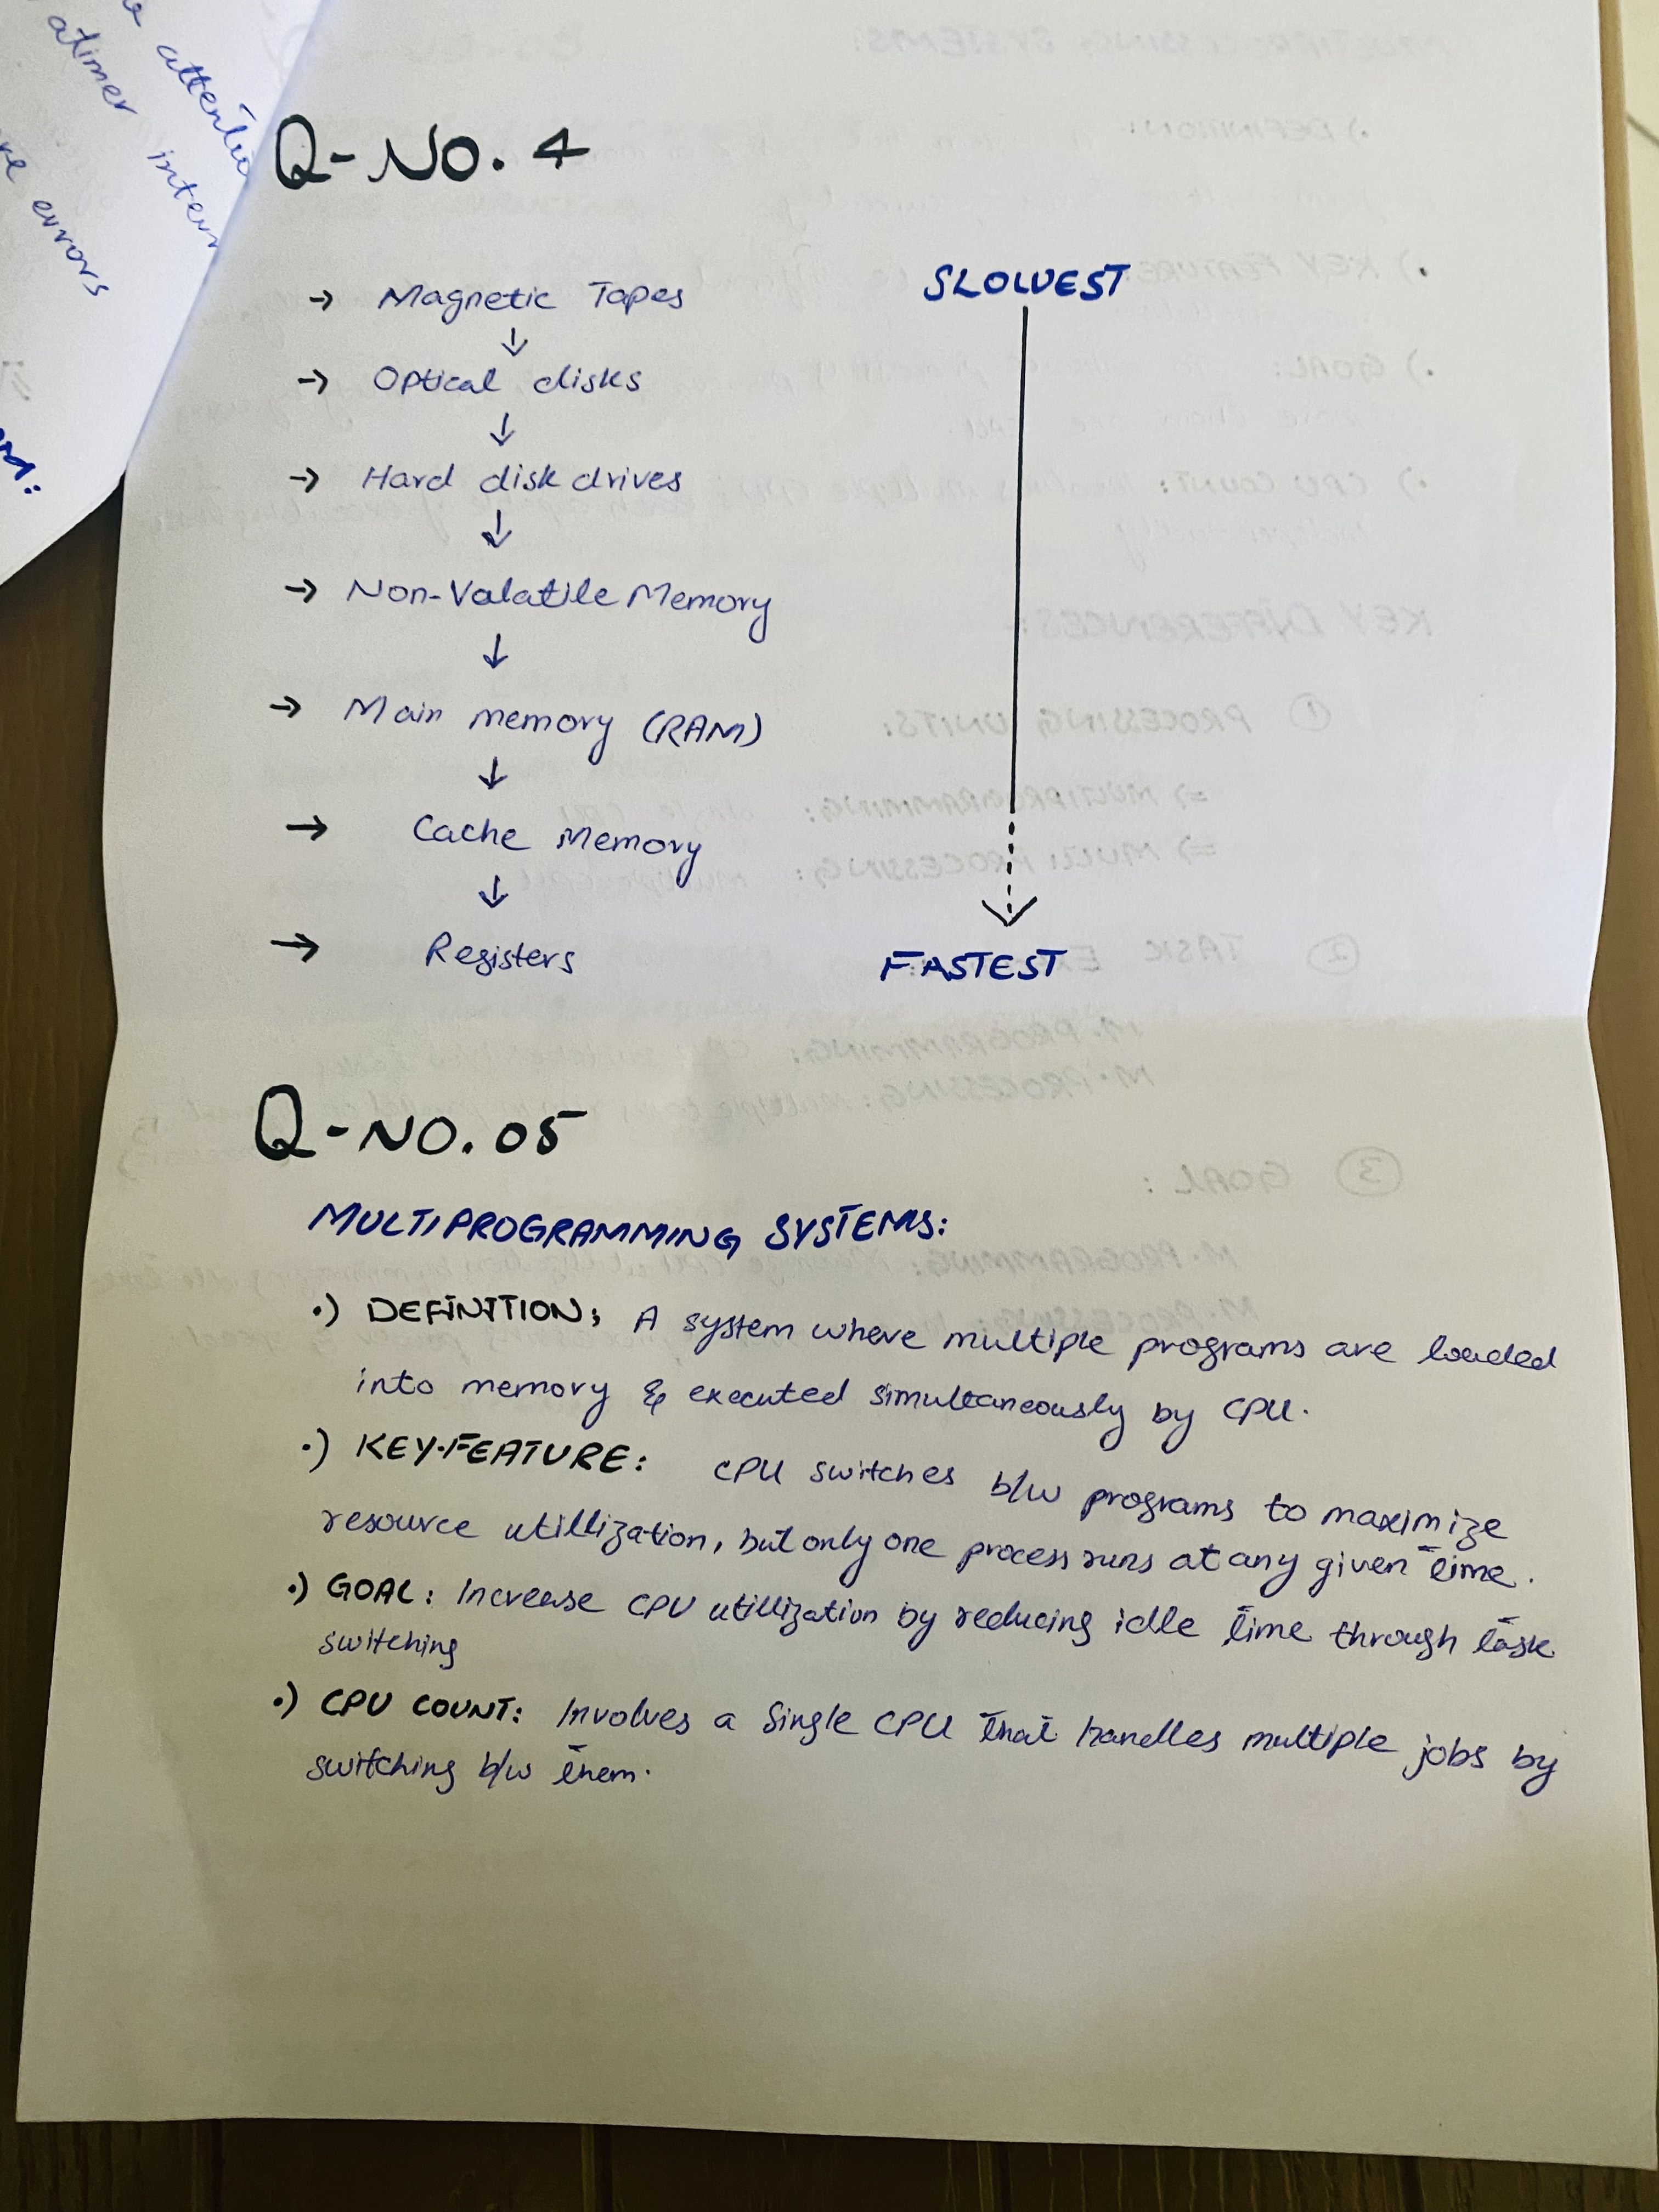 attentio
atimer interr
re errors
Q-NO. 4
→ Magnetic Tapes
SLOWEST
↓
→ Optical disks
↓
→ Hard disk drives
↓
→ Non-Valatile Memory
↓
→ Main memory (RAM)
↓
→ Cache Memory
↓
→ Registers
FASTEST
Q-NO. 05
MULTIPROGRAMMING SYSTEMS:
•) DEFINITION: A system where multiple programs are loaded
into memory & executed simultaneously by CPU.
•) KEY-FEATURE: CPU switches b/w programs to maximize
resource utillization, but only one process runs at any given time.
•) GOAL: Increase CPU utillization by reducing idle time through task
switching
•) CPU COUNT: Involves a Single CPU that handles multiple jobs by
switching b/w them.